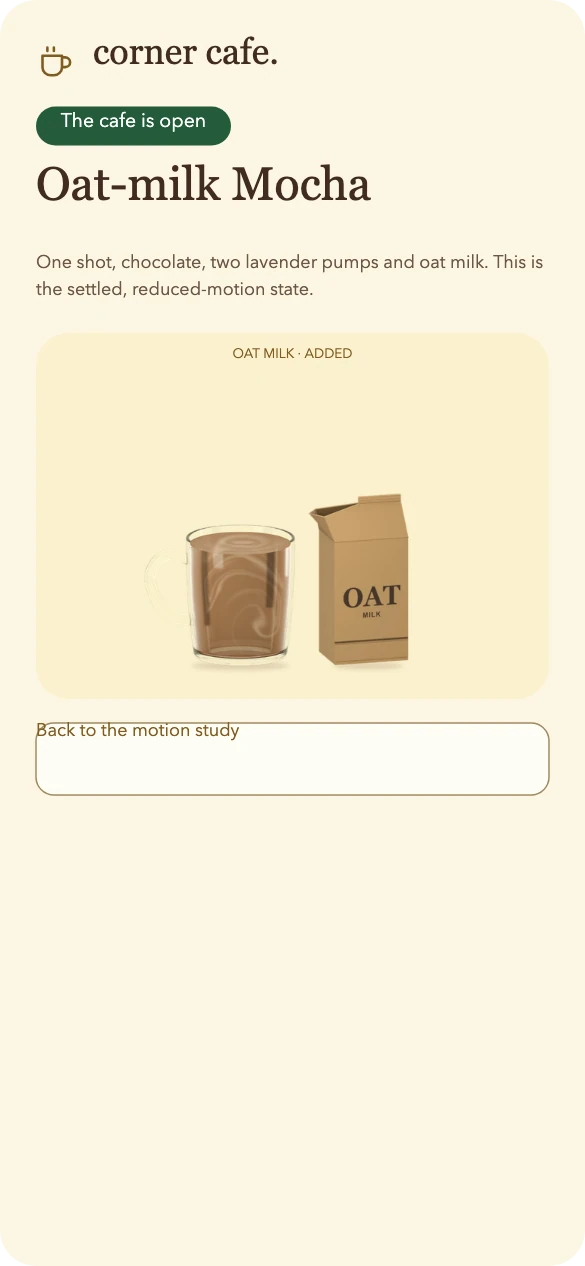 corner cafe.
The cafe is open
Oat-milk Mocha
One shot, chocolate, two lavender pumps and oat milk. This is
the settled, reduced-motion state.
OAT MILK · ADDED
OAT
MILK
Back to the motion study